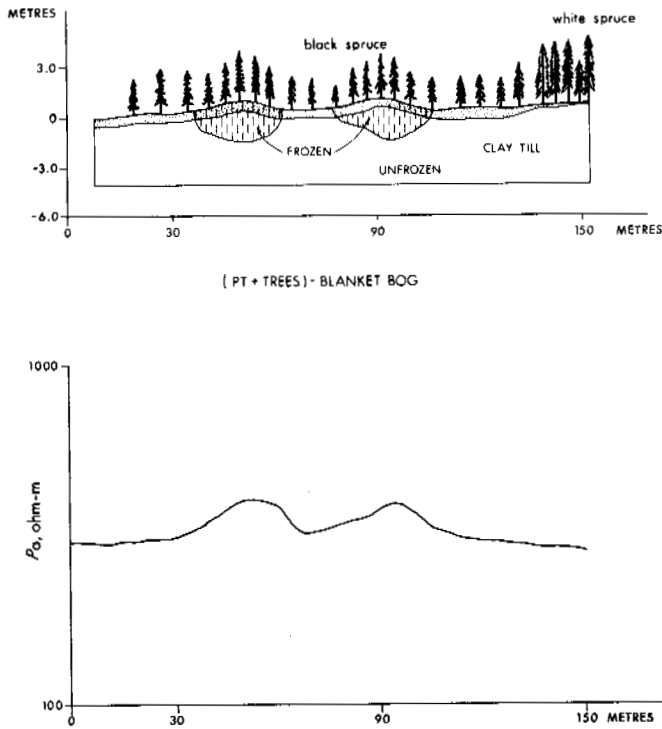 METRES
white spruce
black spruce
3.0
0
CLAY TILL
FROZEN
UNFROZEN
-3.0
-6.0
0 30 90 150 METRES
( PT + TREES ) - BLANKET BOG
1000
ρa, ohm-m
100
0 30 90 150 METRES